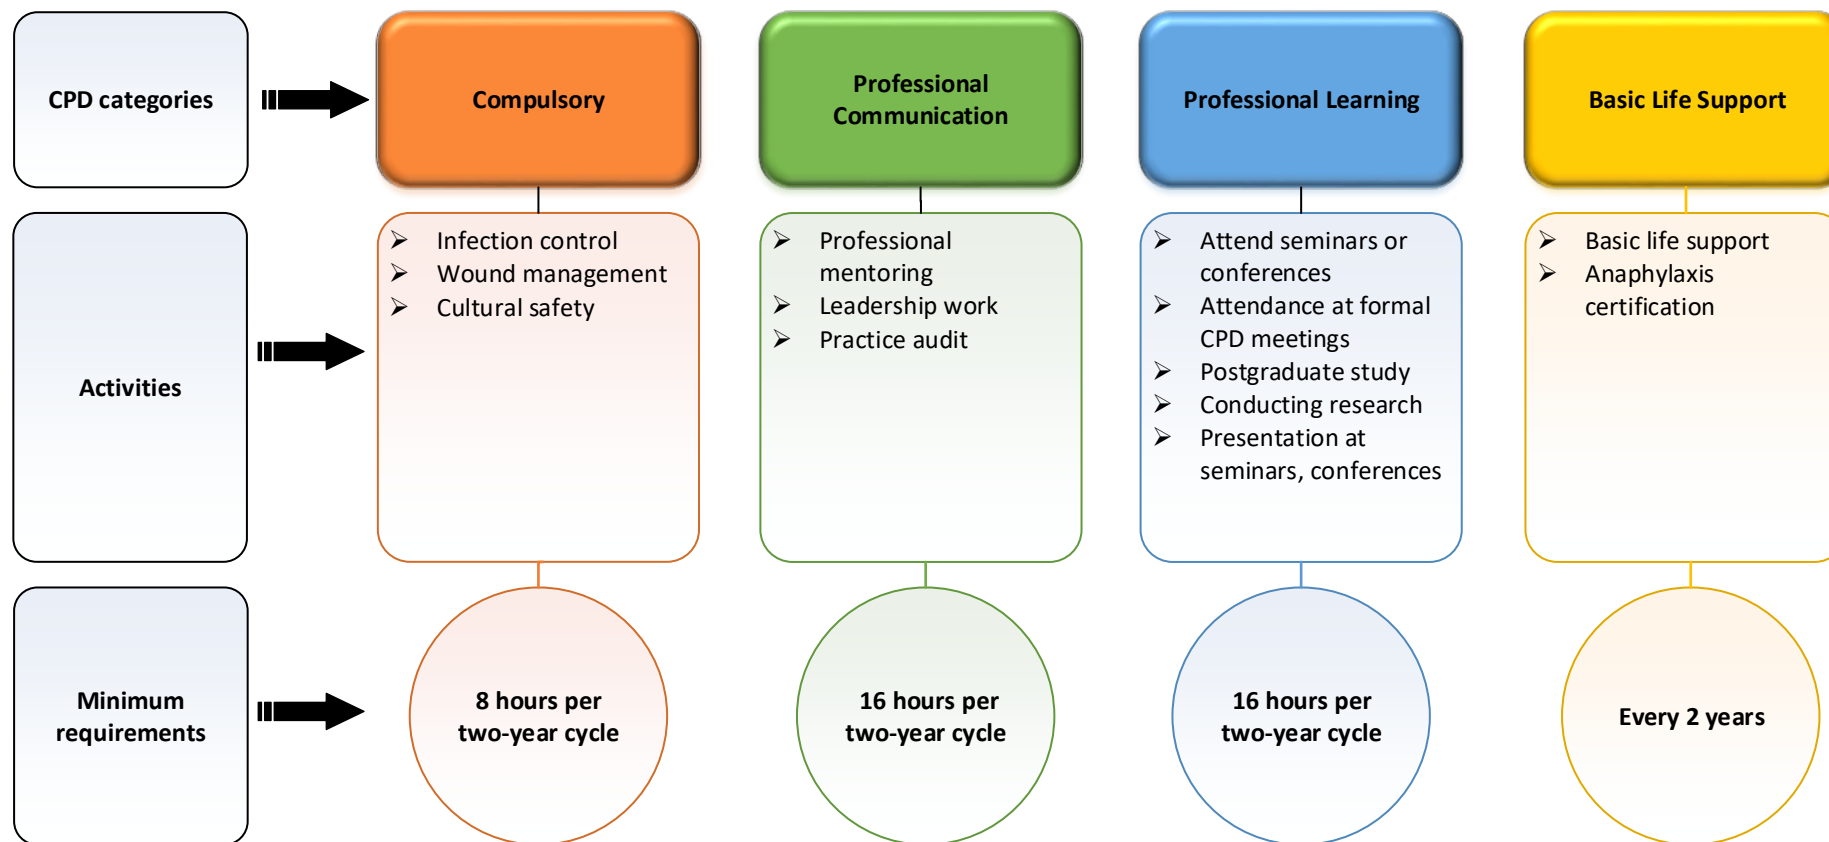 CPD categories
Compulsory
Professional
Communication
Professional Learning
Basic Life Support
Activities
➢ Infection control
➢ Wound management
➢ Cultural safety
➢ Professional
mentoring
➢ Leadership work
➢ Practice audit
➢ Attend seminars or
conferences
➢ Attendance at formal
CPD meetings
➢ Postgraduate study
➢ Conducting research
➢ Presentation at
seminars, conferences
➢ Basic life support
➢ Anaphylaxis
certification
Minimum
requirements
8 hours per
two-year cycle
16 hours per
two-year cycle
16 hours per
two-year cycle
Every 2 years